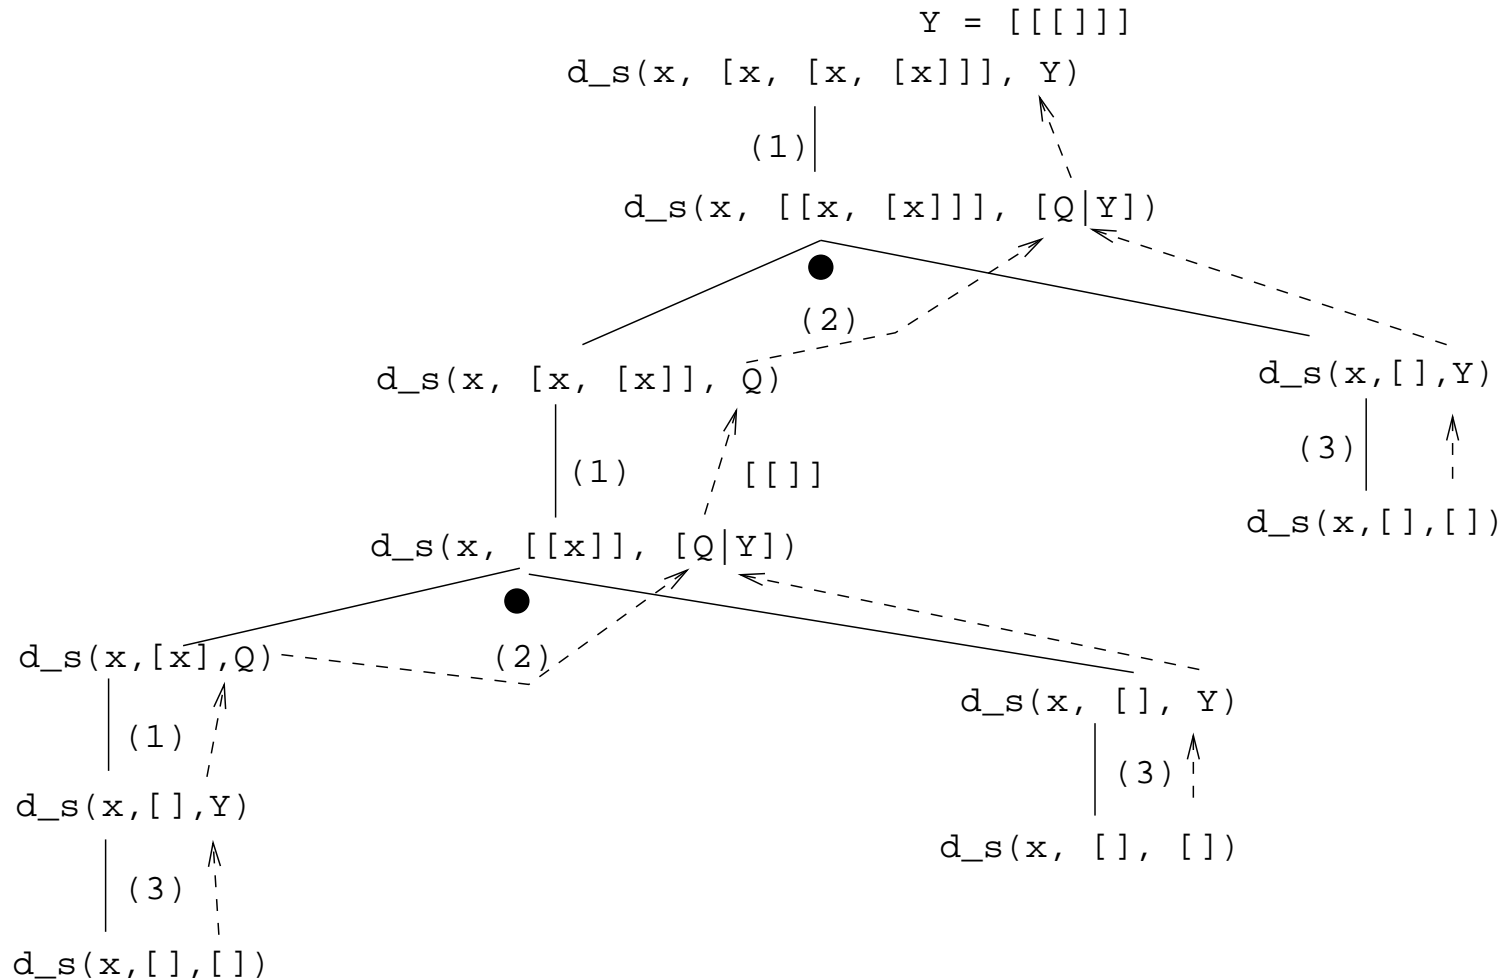 Y = [[[]]]
d_s(x, [x, [x, [x]]], Y)
(1)
d_s(x, [[x, [x]]], [Q|Y])
(2)
d_s(x, [x, [x]], Q)
d_s(x,[],Y)
(1)
[[]]
(3)
d_s(x,[],[])
d_s(x, [[x]], [Q|Y])
d_s(x,[x],Q)
(2)
d_s(x, [], Y)
(1)
(3)
d_s(x,[],Y)
d_s(x, [], [])
(3)
d_s(x,[],[])